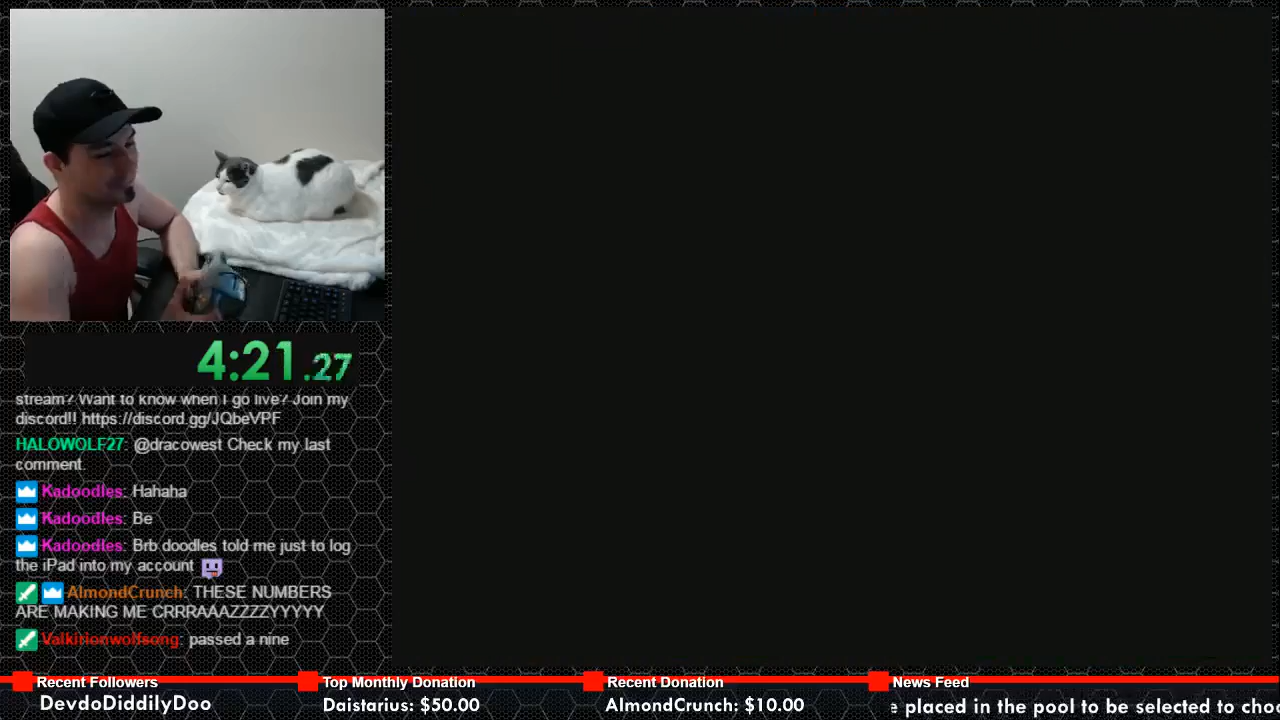 4:21.27
stream? Want to know when I go live? Join my
discord!! https://discord.gg/JQbeVPF
HALOWOLF27: @dracowest Check my last
comment.
Kadoodles: Hahaha
Kadoodles: Be
Kadoodles: Brb doodles told me just to log
the iPad into my account
AlmondCrunch: THESE NUMBERS
ARE MAKING ME CRRRAAAZZZZYYYYY
Valkirionwolfsong: passed a nine
Recent Followers
DevdoDiddilyDoo
Top Monthly Donation
Daistarius: $50.00
Recent Donation
AlmondCrunch: $10.00
News Feed
e placed in the pool to be selected to choo